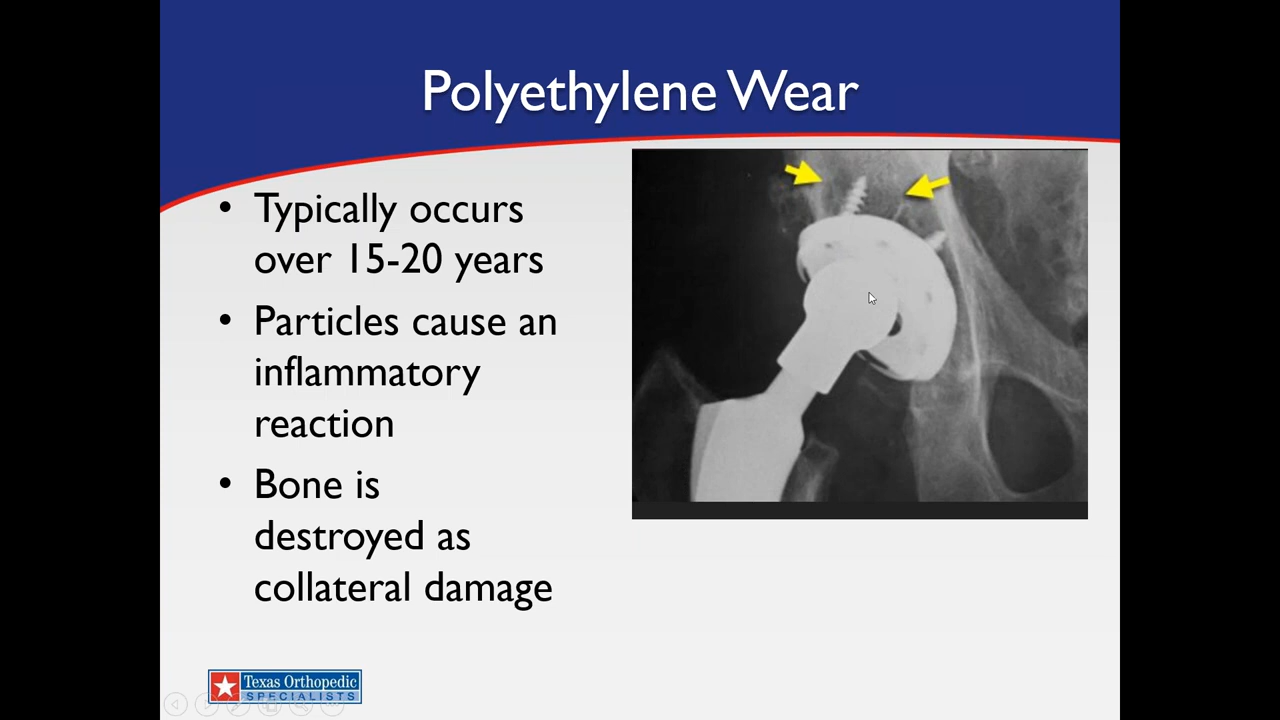 Polyethylene Wear
• Typically occurs
over 15-20 years
• Particles cause an
inflammatory
reaction
• Bone is
destroyed as
collateral damage
Texas Orthopedic
SPECIALISTS